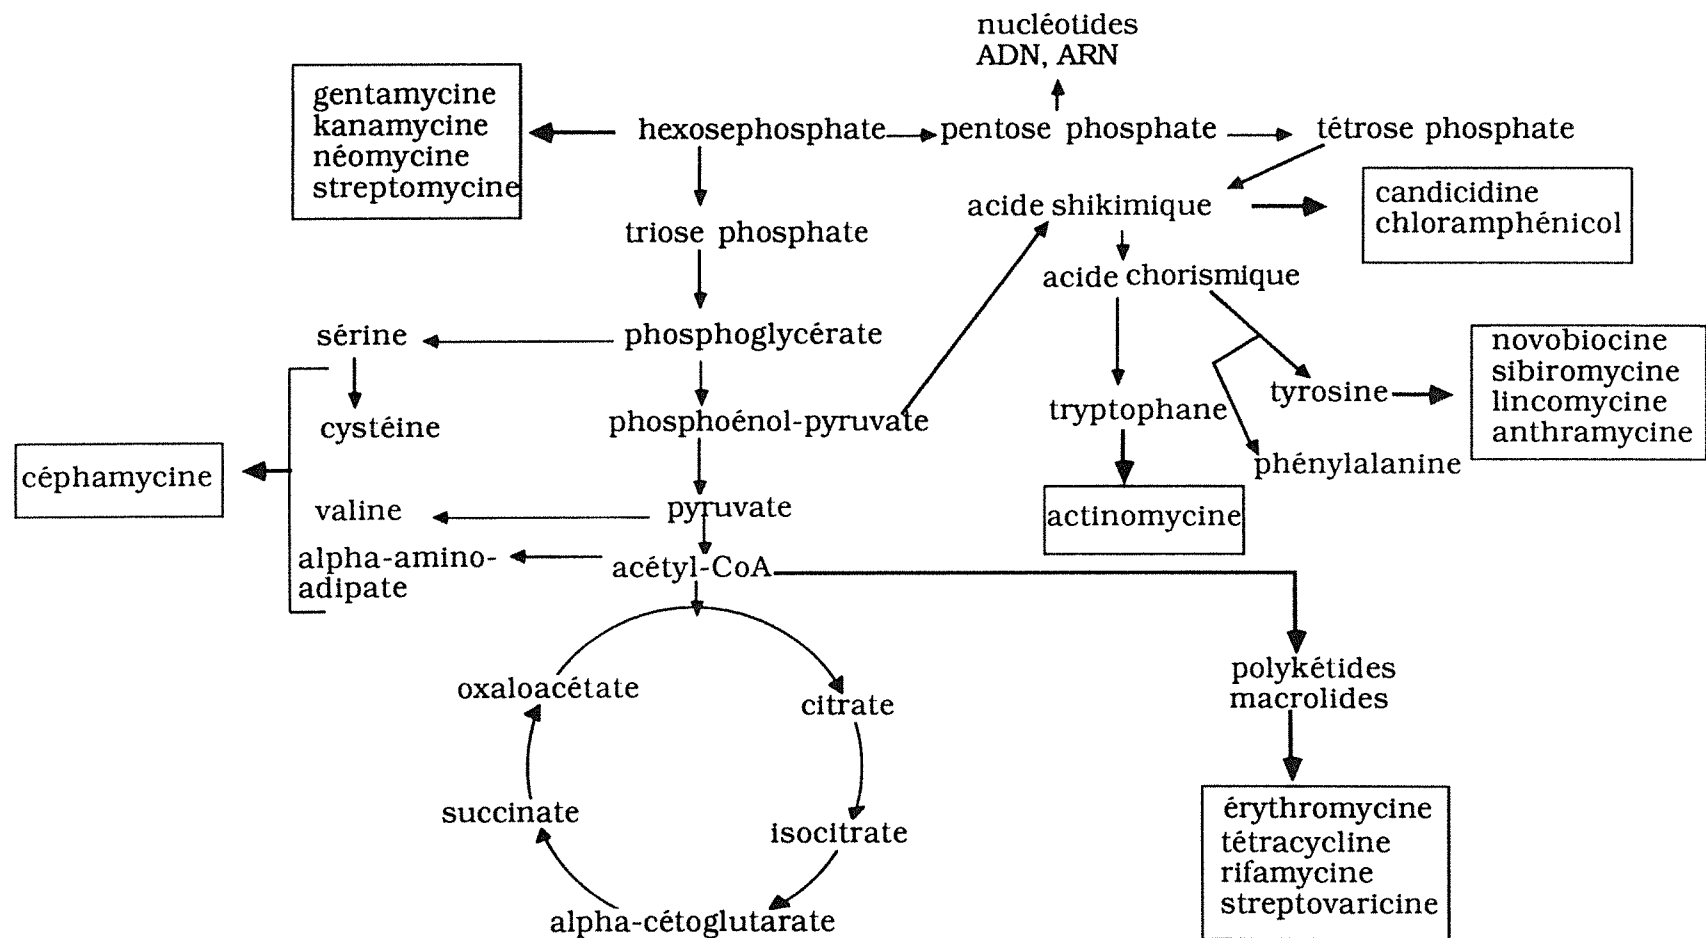 nucléotides
ADN, ARN
gentamycine
kanamycine
néomycine
streptomycine
hexosephosphate
pentose phosphate
tétrose phosphate
acide shikimique
candicidine
chloramphénicol
triose phosphate
acide chorismique
sérine
phosphoglycérate
novobiocine
sibiromycine
lincomycine
anthramycine
tyrosine
tryptophane
cystéine
phosphoénol-pyruvate
phénylalanine
céphamycine
valine
pyruvate
actinomycine
alpha-amino-
adipate
acétyl-CoA
polykétides
macrolides
oxaloacétate
citrate
succinate
isocitrate
alpha-cétoglutarate
érythromycine
tétracycline
rifamycine
streptovaricine